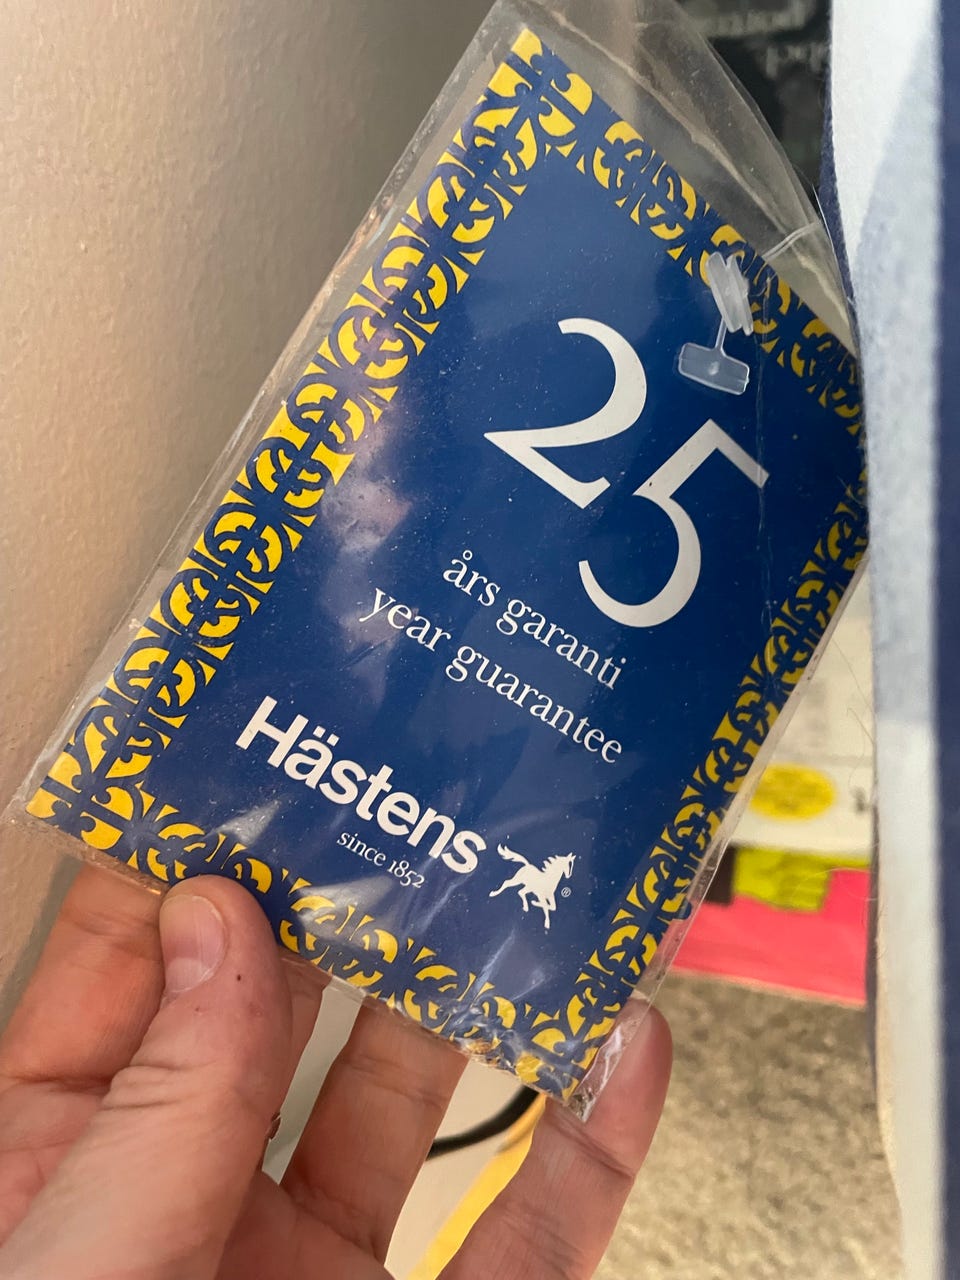 25
års garanti
year guarantee
Hästens
since 1852
®